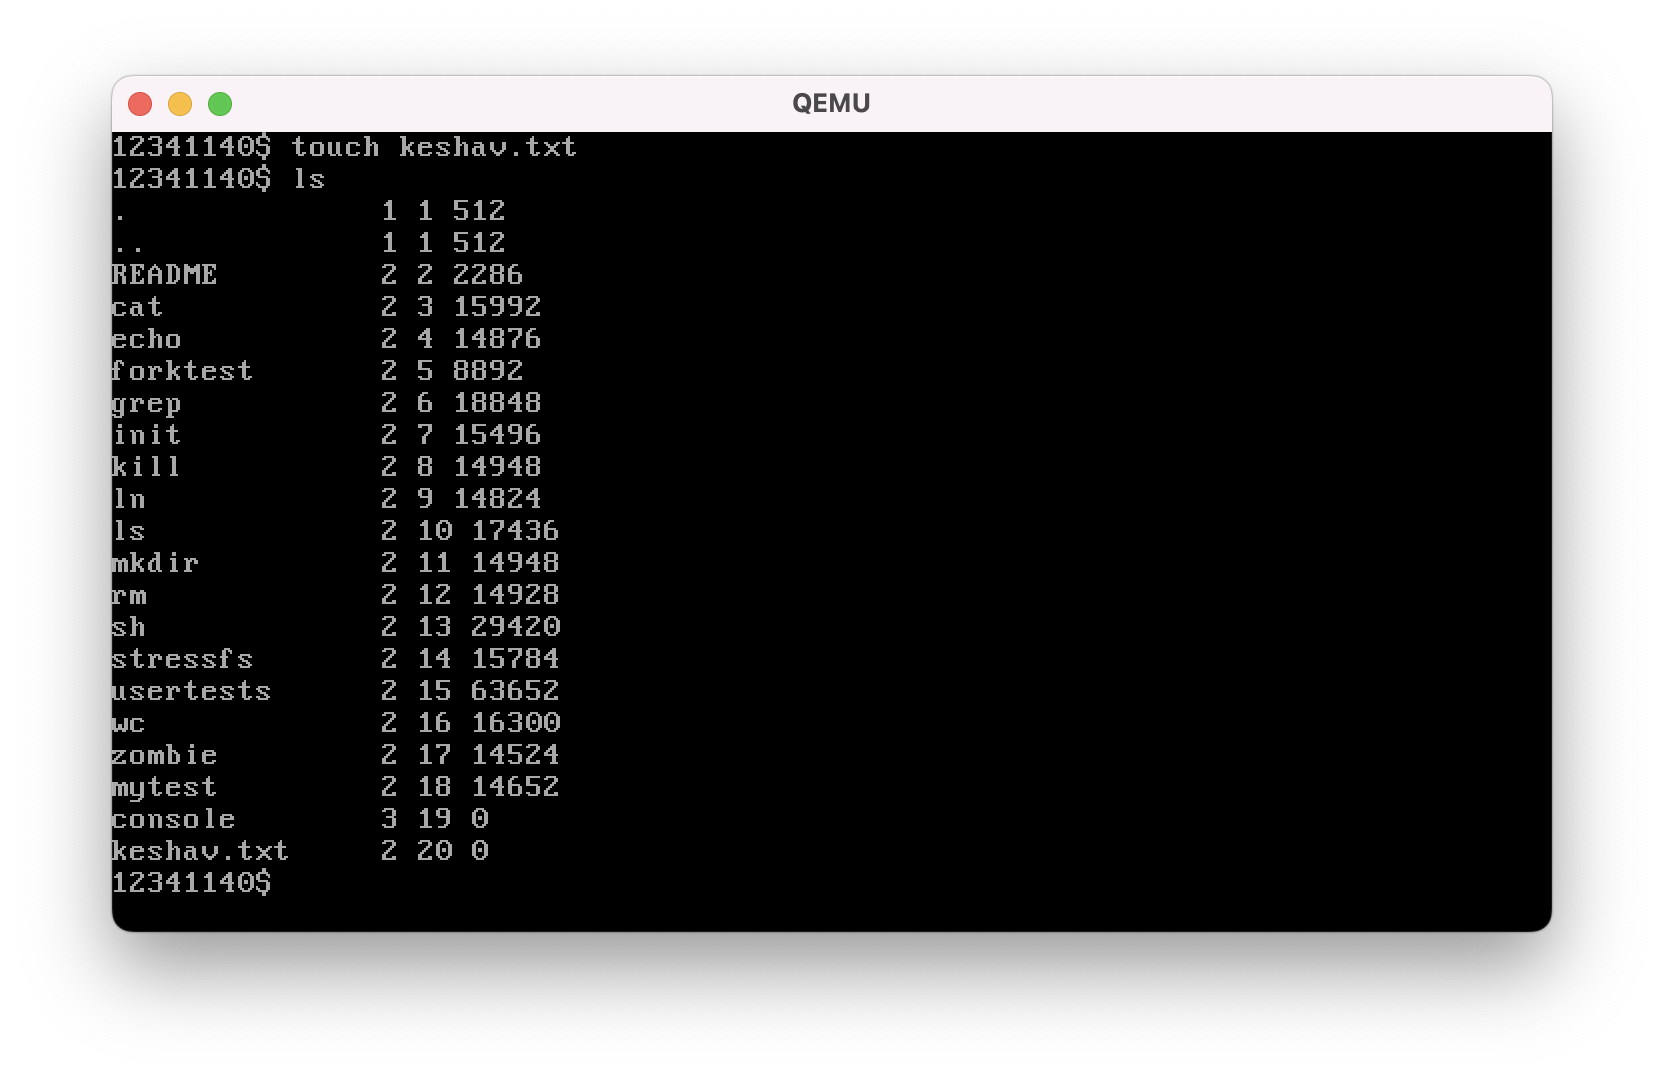 QEMU
12341140$ touch keshav.txt
12341140$ ls
.              1 1 512
..             1 1 512
README         2 2 2286
cat            2 3 15992
echo           2 4 14876
forktest       2 5 8892
grep           2 6 18848
init           2 7 15496
kill           2 8 14948
ln             2 9 14824
ls             2 10 17436
mkdir          2 11 14948
rm             2 12 14928
sh             2 13 29420
stressfs       2 14 15784
usertests      2 15 63652
wc             2 16 16300
zombie         2 17 14524
mytest         2 18 14652
console        3 19 0
keshav.txt     2 20 0
12341140$